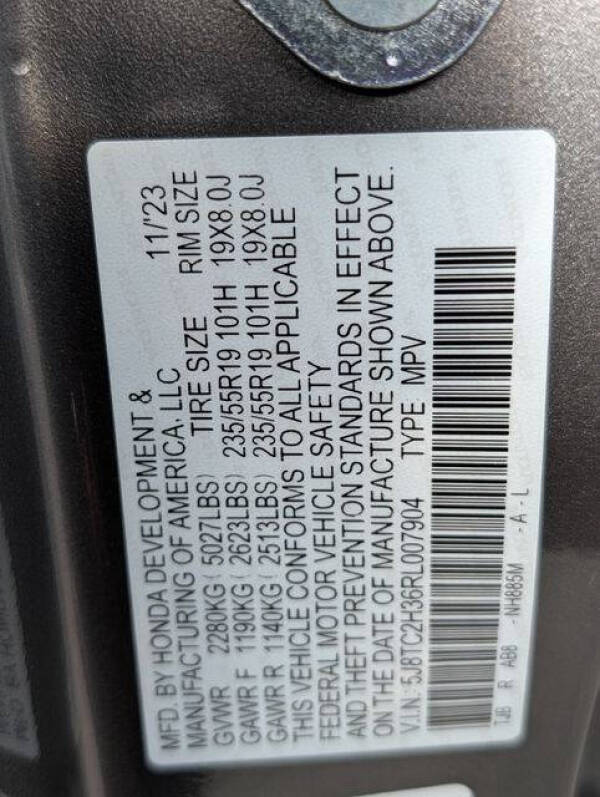 MFD. BY HONDA DEVELOPMENT & 11/'23
MANUFACTURING OF AMERICA, LLC
TIRE SIZE RIM SIZE
GVWR 2280KG ( 5027LBS)
GAWR F 1190KG ( 2623LBS) 235/55R19 101H 19X8.0J
GAWR R 1140KG ( 2513LBS) 235/55R19 101H 19X8.0J
THIS VEHICLE CONFORMS TO ALL APPLICABLE
FEDERAL MOTOR VEHICLE SAFETY
AND THEFT PREVENTION STANDARDS IN EFFECT
ON THE DATE OF MANUFACTURE SHOWN ABOVE.
V.I.N.: 5J8TC2H36RL007904 TYPE: MPV
TJB R AB8 - NH885M - A - L